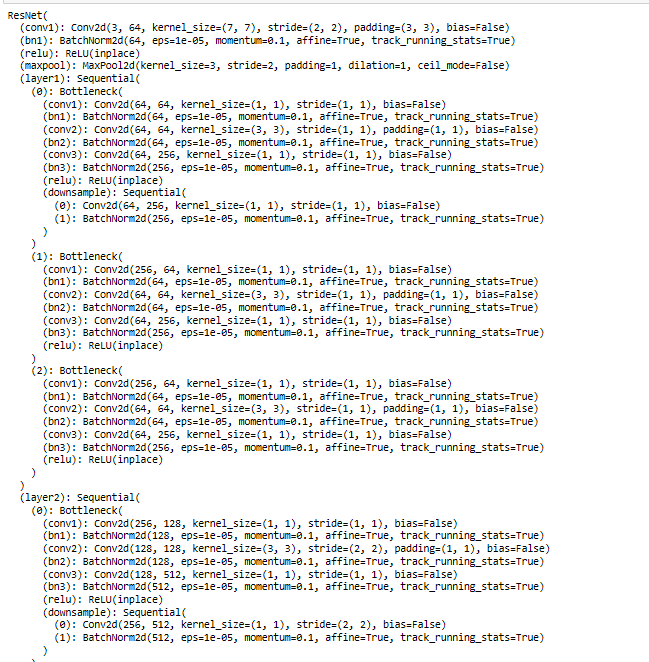 ResNet(
  (conv1): Conv2d(3, 64, kernel_size=(7, 7), stride=(2, 2), padding=(3, 3), bias=False)
  (bn1): BatchNorm2d(64, eps=1e-05, momentum=0.1, affine=True, track_running_stats=True)
  (relu): ReLU(inplace)
  (maxpool): MaxPool2d(kernel_size=3, stride=2, padding=1, dilation=1, ceil_mode=False)
  (layer1): Sequential(
    (0): Bottleneck(
      (conv1): Conv2d(64, 64, kernel_size=(1, 1), stride=(1, 1), bias=False)
      (bn1): BatchNorm2d(64, eps=1e-05, momentum=0.1, affine=True, track_running_stats=True)
      (conv2): Conv2d(64, 64, kernel_size=(3, 3), stride=(1, 1), padding=(1, 1), bias=False)
      (bn2): BatchNorm2d(64, eps=1e-05, momentum=0.1, affine=True, track_running_stats=True)
      (conv3): Conv2d(64, 256, kernel_size=(1, 1), stride=(1, 1), bias=False)
      (bn3): BatchNorm2d(256, eps=1e-05, momentum=0.1, affine=True, track_running_stats=True)
      (relu): ReLU(inplace)
      (downsample): Sequential(
        (0): Conv2d(64, 256, kernel_size=(1, 1), stride=(1, 1), bias=False)
        (1): BatchNorm2d(256, eps=1e-05, momentum=0.1, affine=True, track_running_stats=True)
      )
    )
    (1): Bottleneck(
      (conv1): Conv2d(256, 64, kernel_size=(1, 1), stride=(1, 1), bias=False)
      (bn1): BatchNorm2d(64, eps=1e-05, momentum=0.1, affine=True, track_running_stats=True)
      (conv2): Conv2d(64, 64, kernel_size=(3, 3), stride=(1, 1), padding=(1, 1), bias=False)
      (bn2): BatchNorm2d(64, eps=1e-05, momentum=0.1, affine=True, track_running_stats=True)
      (conv3): Conv2d(64, 256, kernel_size=(1, 1), stride=(1, 1), bias=False)
      (bn3): BatchNorm2d(256, eps=1e-05, momentum=0.1, affine=True, track_running_stats=True)
      (relu): ReLU(inplace)
    )
    (2): Bottleneck(
      (conv1): Conv2d(256, 64, kernel_size=(1, 1), stride=(1, 1), bias=False)
      (bn1): BatchNorm2d(64, eps=1e-05, momentum=0.1, affine=True, track_running_stats=True)
      (conv2): Conv2d(64, 64, kernel_size=(3, 3), stride=(1, 1), padding=(1, 1), bias=False)
      (bn2): BatchNorm2d(64, eps=1e-05, momentum=0.1, affine=True, track_running_stats=True)
      (conv3): Conv2d(64, 256, kernel_size=(1, 1), stride=(1, 1), bias=False)
      (bn3): BatchNorm2d(256, eps=1e-05, momentum=0.1, affine=True, track_running_stats=True)
      (relu): ReLU(inplace)
    )
  )
  (layer2): Sequential(
    (0): Bottleneck(
      (conv1): Conv2d(256, 128, kernel_size=(1, 1), stride=(1, 1), bias=False)
      (bn1): BatchNorm2d(128, eps=1e-05, momentum=0.1, affine=True, track_running_stats=True)
      (conv2): Conv2d(128, 128, kernel_size=(3, 3), stride=(2, 2), padding=(1, 1), bias=False)
      (bn2): BatchNorm2d(128, eps=1e-05, momentum=0.1, affine=True, track_running_stats=True)
      (conv3): Conv2d(128, 512, kernel_size=(1, 1), stride=(1, 1), bias=False)
      (bn3): BatchNorm2d(512, eps=1e-05, momentum=0.1, affine=True, track_running_stats=True)
      (relu): ReLU(inplace)
      (downsample): Sequential(
        (0): Conv2d(256, 512, kernel_size=(1, 1), stride=(2, 2), bias=False)
        (1): BatchNorm2d(512, eps=1e-05, momentum=0.1, affine=True, track_running_stats=True)
      )